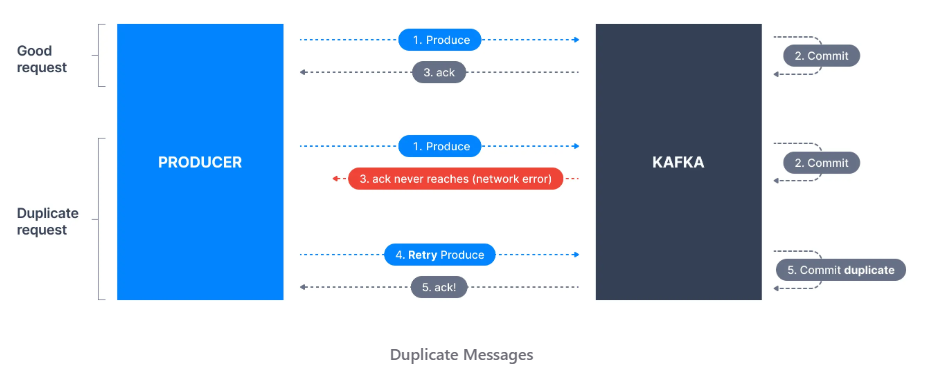 Good
request
1. Produce
3. ack
2. Commit
PRODUCER
KAFKA
Duplicate
request
1. Produce
3. ack never reaches (network error)
2. Commit
4. Retry Produce
5. ack!
5. Commit duplicate
Duplicate Messages